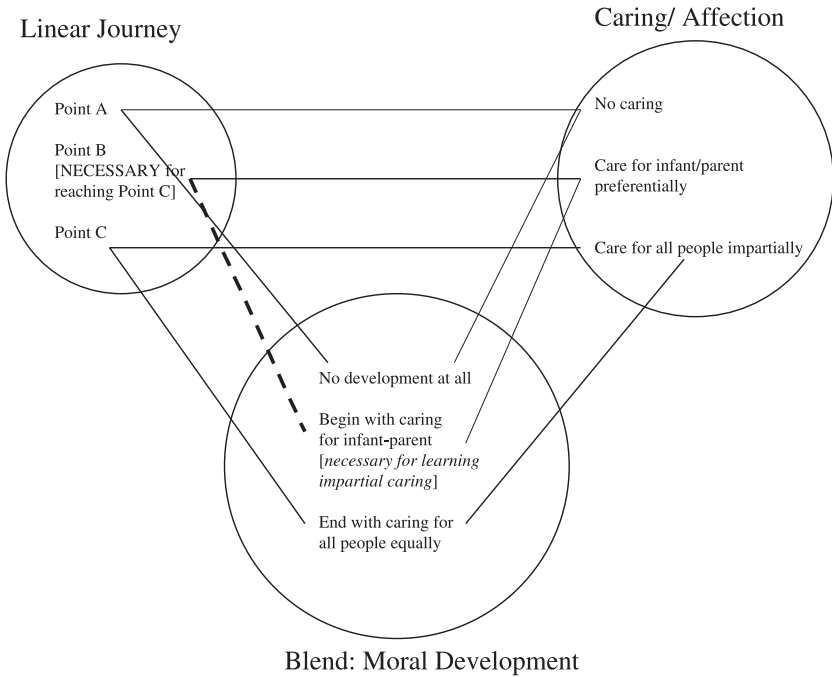 Linear Journey
Caring/ Affection
Point A
Point B
[NECESSARY for
reaching Point C]
Point C
No caring
Care for infant/parent
preferentially
Care for all people impartially
No development at all
Begin with caring
for infant-parent
[necessary for learning
impartial caring]
End with caring for
all people equally
Blend: Moral Development